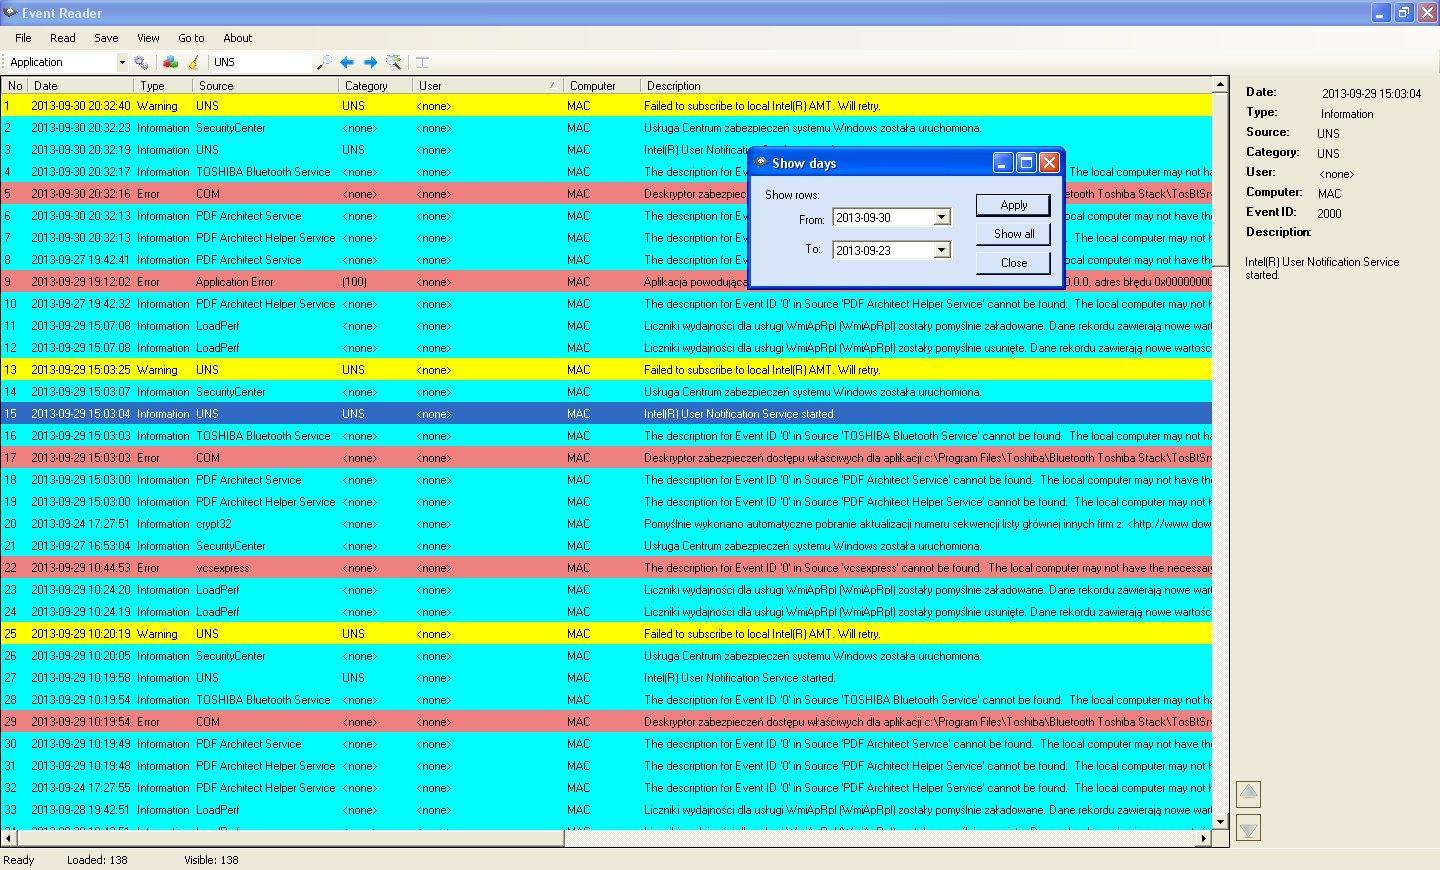 Event Reader
File Read Save View Go to About
Application UNS
No Date Type Source Category User Computer Description
1 2013-09-30 20:32:40 Warning UNS UNS <none> MAC Failed to subscribe to local Intel(R) AMT. Will retry.
2 2013-09-30 20:32:23 Information SecurityCenter <none> <none> MAC Usługa Centrum zabezpieczeń systemu Windows została uruchomiona.
3 2013-09-30 20:32:19 Information UNS UNS <none> MAC Intel(R) User Notification
4 2013-09-30 20:32:17 Information TOSHIBA Bluetooth Service <none> <none> MAC The description for Event I The local computer may not ha
5 2013-09-30 20:32:16 Error COM <none> <none> MAC Deskryptor zabezpiec etooth Toshiba Stack\TosBtSr
6 2013-09-30 20:32:13 Information PDF Architect Service <none> <none> MAC The description for Ev ocal computer may not have the
7 2013-09-30 20:32:13 Information PDF Architect Helper Service <none> <none> MAC The description for Ev The local computer may not h
8 2013-09-27 19:42:41 Information PDF Architect Service <none> <none> MAC The description for Ev ocal computer may not have the
9 2013-09-29 19:12:02 Error Application Error (100) <none> MAC Aplikacja powodująca 0.0.0, adres błędu 0x00000000
10 2013-09-27 19:42:32 Information PDF Architect Helper Service <none> <none> MAC The description for Event ID '0' in Source 'PDF Architect Helper Service' cannot be found. The local computer may not h
11 2013-09-29 15:07:08 Information LoadPerf <none> <none> MAC Liczniki wydajności dla usługi WmiApRpl (WmiApRpl) zostały pomyślnie załadowane. Dane rekordu zawierają nowe wart
12 2013-09-29 15:07:08 Information LoadPerf <none> <none> MAC Liczniki wydajności dla usługi WmiApRpl (WmiApRpl) zostały pomyślnie usunięte. Dane rekordu zawierają nowe wartośc
13 2013-09-29 15:03:25 Warning UNS UNS <none> MAC Failed to subscribe to local Intel(R) AMT. Will retry.
14 2013-09-29 15:03:07 Information SecurityCenter <none> <none> MAC Usługa Centrum zabezpieczeń systemu Windows została uruchomiona.
15 2013-09-29 15:03:04 Information UNS UNS <none> MAC Intel(R) User Notification Service started.
16 2013-09-29 15:03:03 Information TOSHIBA Bluetooth Service <none> <none> MAC The description for Event ID '0' in Source 'TOSHIBA Bluetooth Service' cannot be found. The local computer may not ha
17 2013-09-29 15:03:03 Error COM <none> <none> MAC Deskryptor zabezpieczeń dostępu właściwych dla aplikacji c:\Program Files\Toshiba\Bluetooth Toshiba Stack\TosBtSr
18 2013-09-29 15:03:00 Information PDF Architect Service <none> <none> MAC The description for Event ID '0' in Source 'PDF Architect Service' cannot be found. The local computer may not have the
19 2013-09-29 15:03:00 Information PDF Architect Helper Service <none> <none> MAC The description for Event ID '0' in Source 'PDF Architect Helper Service' cannot be found. The local computer may not h
20 2013-09-24 17:27:51 Information crypt32 <none> <none> MAC Pomyślnie wykonano automatyczne pobranie aktualizacji numeru sekwencji listy głównej innych firm z: <http://www.dow
21 2013-09-27 16:53:04 Information SecurityCenter <none> <none> MAC Usługa Centrum zabezpieczeń systemu Windows została uruchomiona.
22 2013-09-29 10:44:53 Error vcsexpress <none> <none> MAC The description for Event ID '0' in Source 'vcsexpress' cannot be found. The local computer may not have the necessary
23 2013-09-29 10:24:20 Information LoadPerf <none> <none> MAC Liczniki wydajności dla usługi WmiApRpl (WmiApRpl) zostały pomyślnie załadowane. Dane rekordu zawierają nowe wart
24 2013-09-29 10:24:19 Information LoadPerf <none> <none> MAC Liczniki wydajności dla usługi WmiApRpl (WmiApRpl) zostały pomyślnie usunięte. Dane rekordu zawierają nowe wartośc
25 2013-09-29 10:20:19 Warning UNS UNS <none> MAC Failed to subscribe to local Intel(R) AMT. Will retry.
26 2013-09-29 10:20:05 Information SecurityCenter <none> <none> MAC Usługa Centrum zabezpieczeń systemu Windows została uruchomiona.
27 2013-09-29 10:19:58 Information UNS UNS <none> MAC Intel(R) User Notification Service started.
28 2013-09-29 10:19:54 Information TOSHIBA Bluetooth Service <none> <none> MAC The description for Event ID '0' in Source 'TOSHIBA Bluetooth Service' cannot be found. The local computer may not ha
29 2013-09-29 10:19:54 Error COM <none> <none> MAC Deskryptor zabezpieczeń dostępu właściwych dla aplikacji c:\Program Files\Toshiba\Bluetooth Toshiba Stack\TosBtSr
30 2013-09-29 10:19:49 Information PDF Architect Service <none> <none> MAC The description for Event ID '0' in Source 'PDF Architect Service' cannot be found. The local computer may not have the
31 2013-09-29 10:19:48 Information PDF Architect Helper Service <none> <none> MAC The description for Event ID '0' in Source 'PDF Architect Helper Service' cannot be found. The local computer may not h
32 2013-09-24 17:27:55 Information PDF Architect Helper Service <none> <none> MAC The description for Event ID '0' in Source 'PDF Architect Helper Service' cannot be found. The local computer may not h
33 2013-09-28 19:42:51 Information LoadPerf <none> <none> MAC Liczniki wydajności dla usługi WmiApRpl (WmiApRpl) zostały pomyślnie załadowane. Dane rekordu zawierają nowe wart
Show days
Show rows:
From: 2013-09-30
To: 2013-09-23
Apply
Show all
Close
Date: 2013-09-29 15:03:04
Type: Information
Source: UNS
Category: UNS
User: <none>
Computer: MAC
Event ID: 2000
Description:
Intel(R) User Notification Service
started.
Ready Loaded: 138 Visible: 138